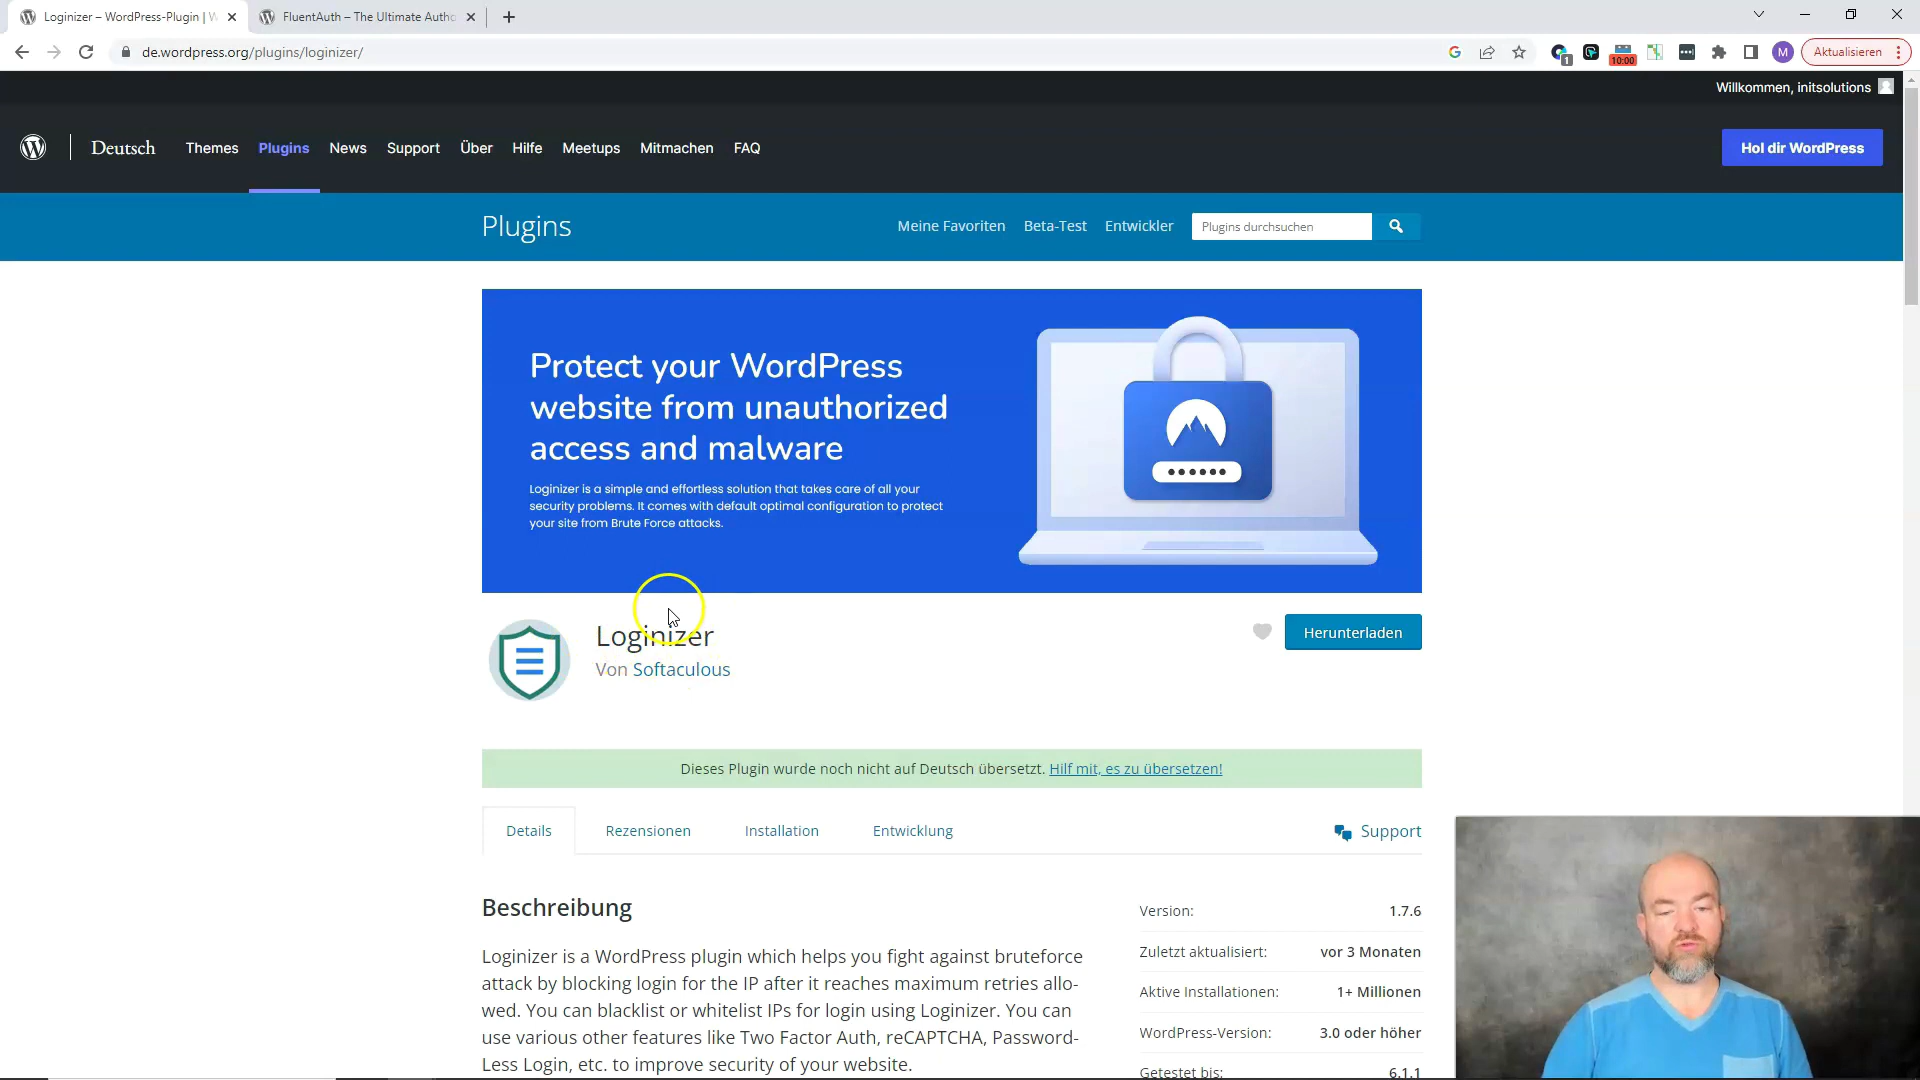 Loginizer – WordPress-Plugin | W
FluentAuth – The Ultimate Autho
de.wordpress.org/plugins/loginizer/
1
10:00
M
Aktualisieren
Willkommen, initsolutions
Deutsch
Themes
Plugins
News
Support
Über
Hilfe
Meetups
Mitmachen
FAQ
Hol dir WordPress
Plugins
Meine Favoriten
Beta-Test
Entwickler
Plugins durchsuchen
Protect your WordPress
website from unauthorized
access and malware
Loginizer is a simple and effortless solution that takes care of all your
security problems. It comes with default optimal configuration to protect
your site from Brute Force attacks.
Loginizer
Von Softaculous
Herunterladen
Dieses Plugin wurde noch nicht auf Deutsch übersetzt. Hilf mit, es zu übersetzen!
Details
Rezensionen
Installation
Entwicklung
Support
Beschreibung
Loginizer is a WordPress plugin which helps you fight against bruteforce
attack by blocking login for the IP after it reaches maximum retries allo-
wed. You can blacklist or whitelist IPs for login using Loginizer. You can
use various other features like Two Factor Auth, reCAPTCHA, Password-
Less Login, etc. to improve security of your website.
Version: 1.7.6
Zuletzt aktualisiert: vor 3 Monaten
Aktive Installationen: 1+ Millionen
WordPress-Version: 3.0 oder höher
Getestet bis: 6.1.1